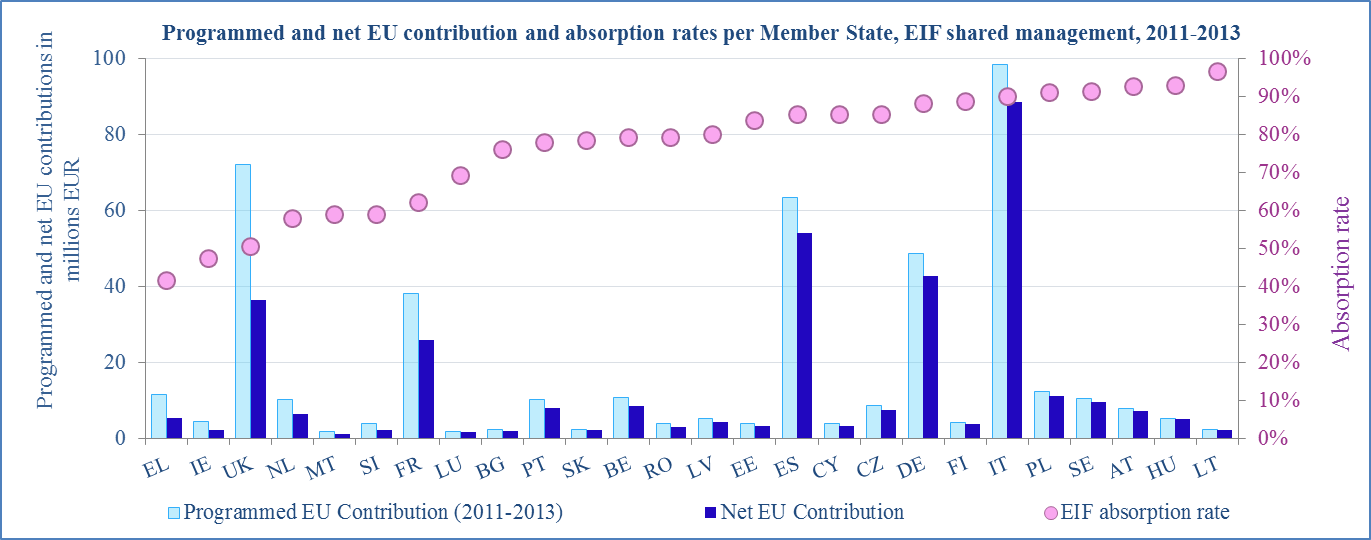 Programmed and net EU contribution and absorption rates per Member State, EIF shared management, 2011-2013
Programmed and net EU contributions in
millions EUR
100
80
60
40
20
0
100%
90%
80%
70%
60%
50%
40%
30%
20%
10%
0%
Absorption rate
EL IE UK NL MT SI FR LU BG PT SK BE RO LV EE ES CY CZ DE FI IT PL SE AT HU LT
Programmed EU Contribution (2011-2013) Net EU Contribution EIF absorption rate